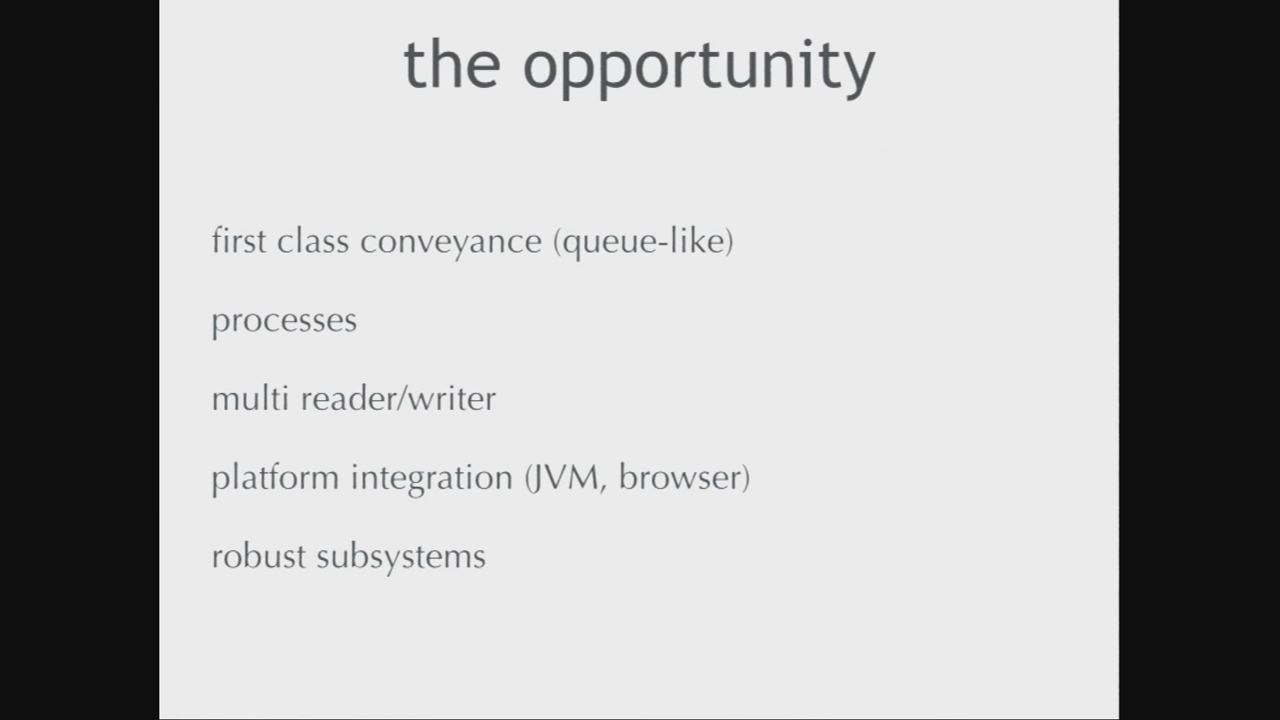 the opportunity
first class conveyance (queue-like)
processes
multi reader/writer
platform integration (JVM, browser)
robust subsystems